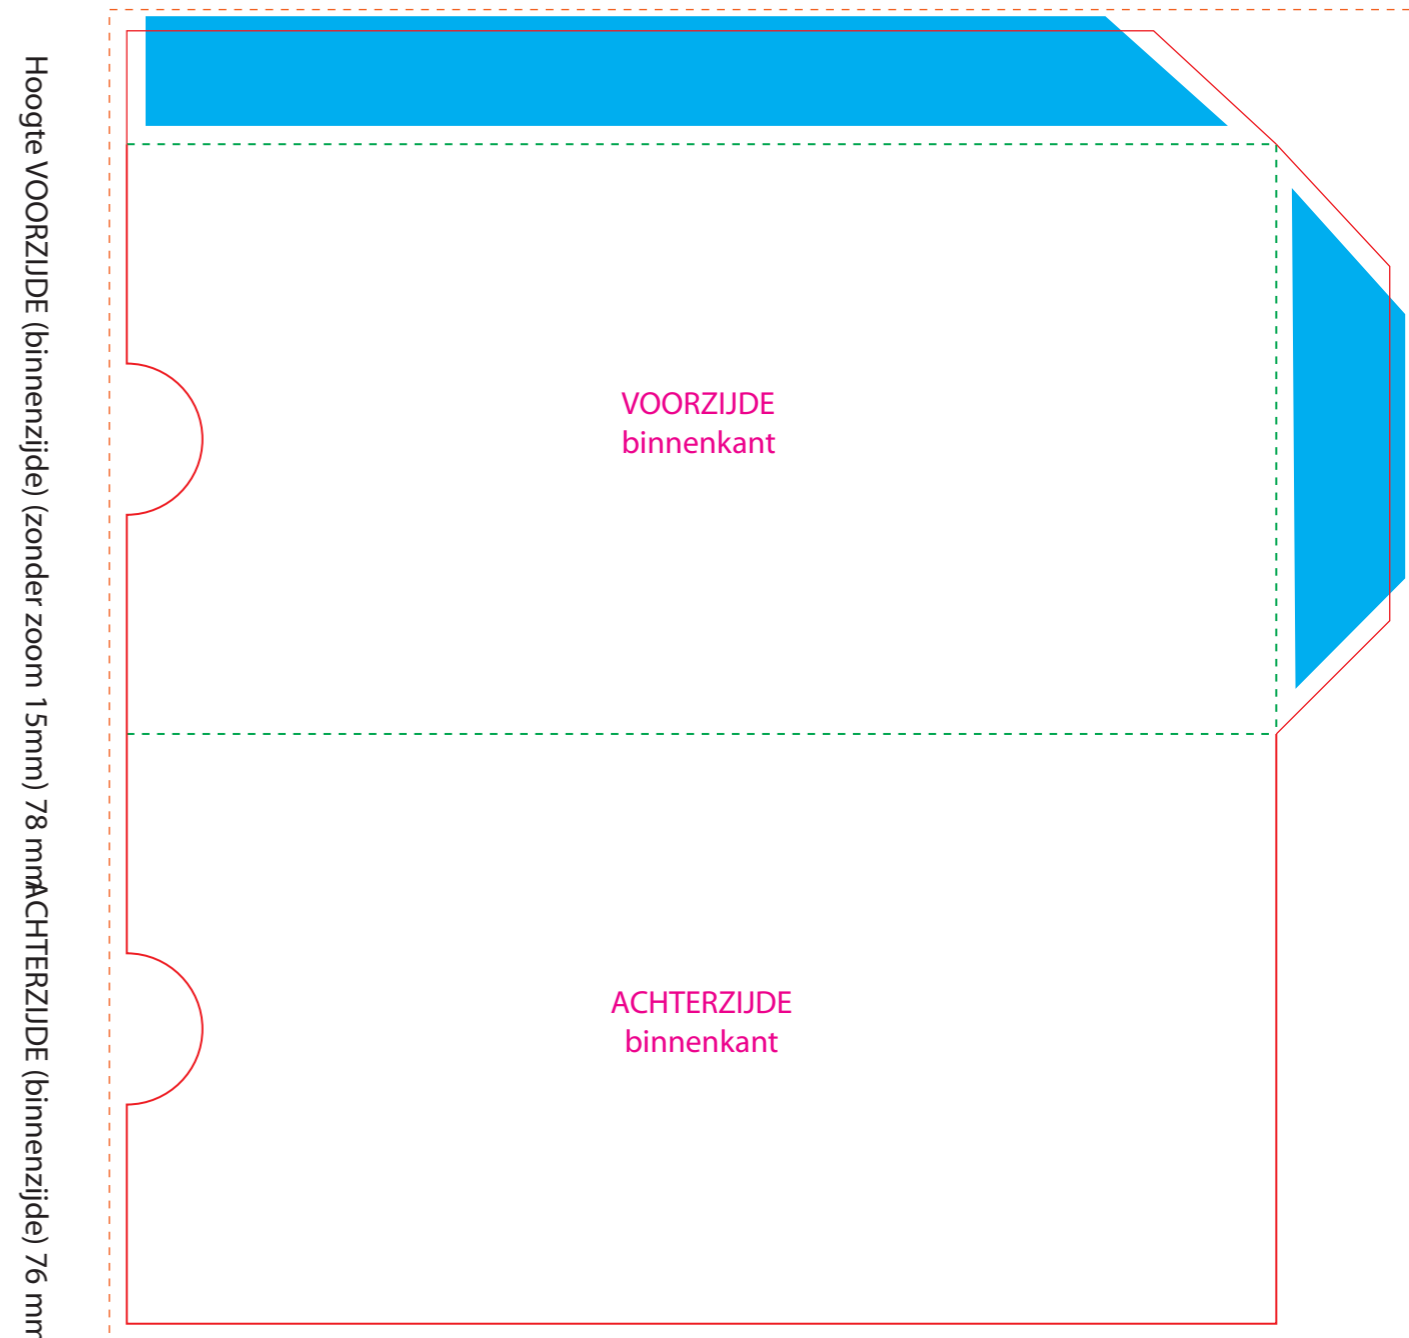 Hoogte VOORZIJDE (binnenzijde) (zonder zoom 15mm) 78 mm
ACHTERZIJDE (binnenzijde) 76 mm
VOORZIJDE
binnenkant
ACHTERZIJDE
binnenkant